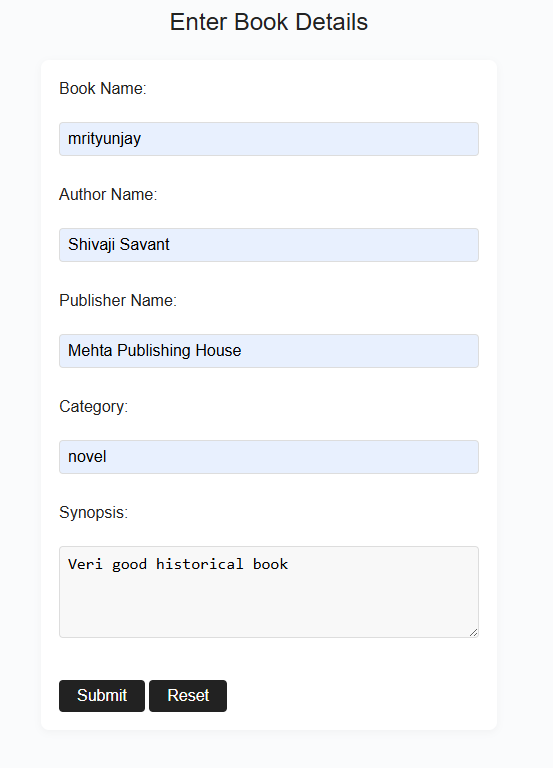 Enter Book Details
Book Name:
mrityunjay
Author Name:
Shivaji Savant
Publisher Name:
Mehta Publishing House
Category:
novel
Synopsis:
Veri good historical book
Submit Reset